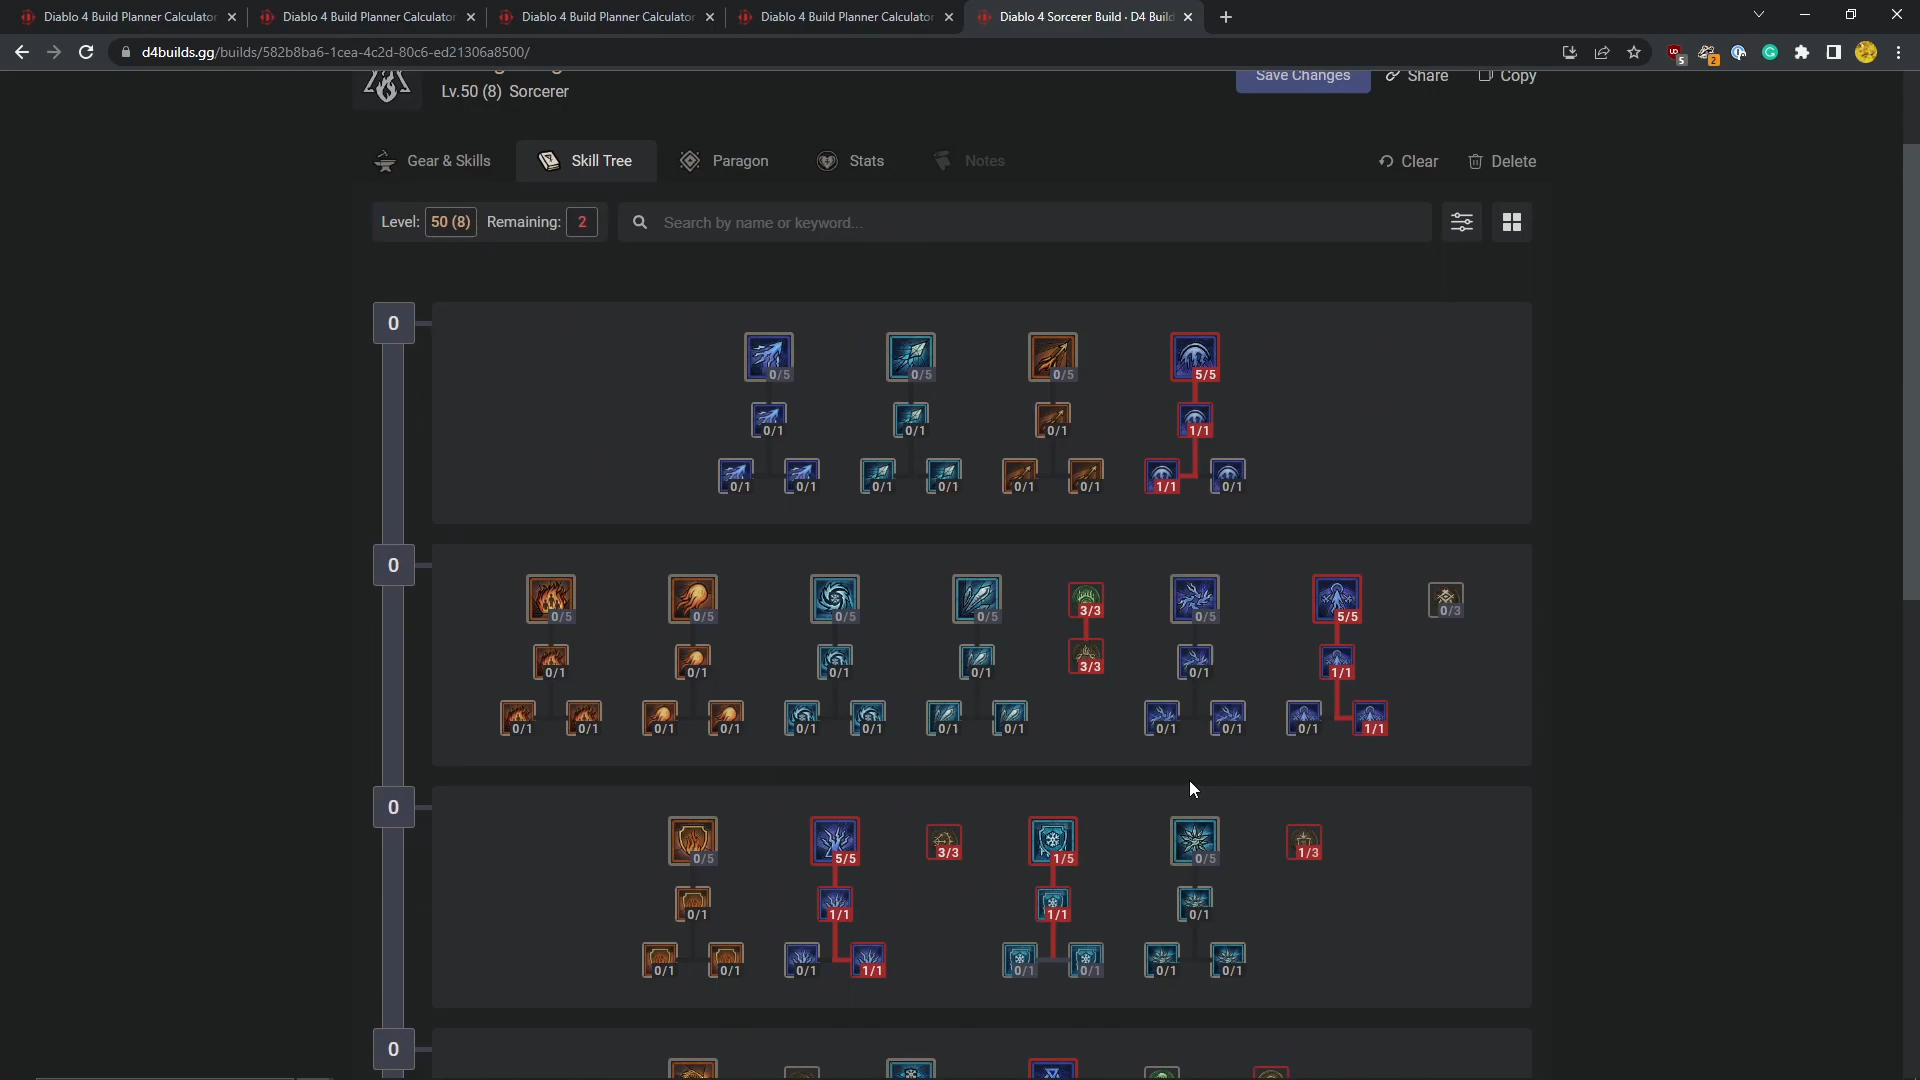 Diablo 4 Build Planner Calculator
Diablo 4 Build Planner Calculator
Diablo 4 Build Planner Calculator
Diablo 4 Build Planner Calculator
Diablo 4 Sorcerer Build · D4 Build
d4builds.gg/builds/582b8ba6-1cea-4c2d-80c6-ed21306a8500/
5
2
Lv.50 (8) Sorcerer
Save Changes
Share
Copy
Gear & Skills
Skill Tree
Paragon
Stats
Notes
Clear
Delete
Level: 50 (8) Remaining: 2
Search by name or keyword...
0
0/5 0/5 0/5 5/5
0/1 0/1 0/1 1/1
0/1 0/1 0/1 0/1 0/1 0/1 1/1 0/1
0
0/5 0/5 0/5 0/5 3/3 0/5 5/5 0/3
0/1 0/1 0/1 0/1 3/3 0/1 1/1
0/1 0/1 0/1 0/1 0/1 0/1 0/1 0/1 0/1 0/1 0/1 1/1
0
0/5 5/5 3/3 1/5 0/5 1/3
0/1 1/1 1/1 0/1
0/1 0/1 0/1 1/1 0/1 0/1 0/1 0/1
0